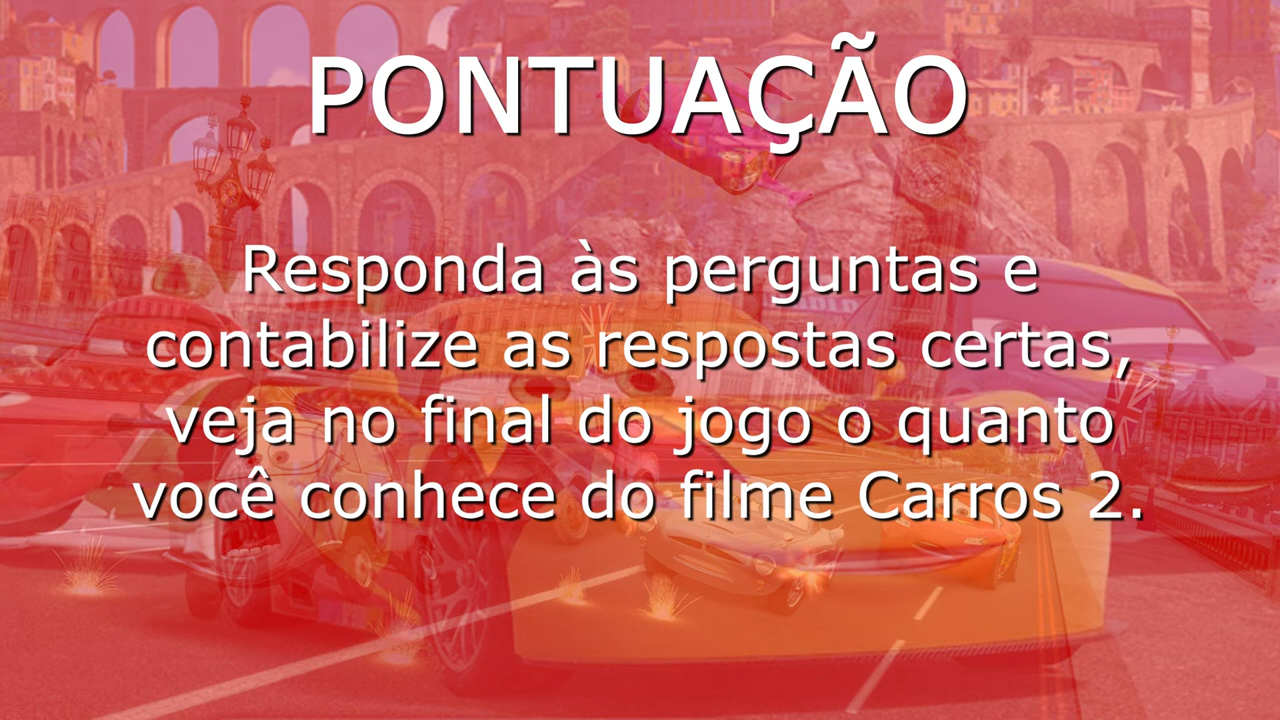 PONTUAÇÃO
Responda às perguntas e
contabilize as respostas certas,
veja no final do jogo o quanto
você conhece do filme Carros 2.